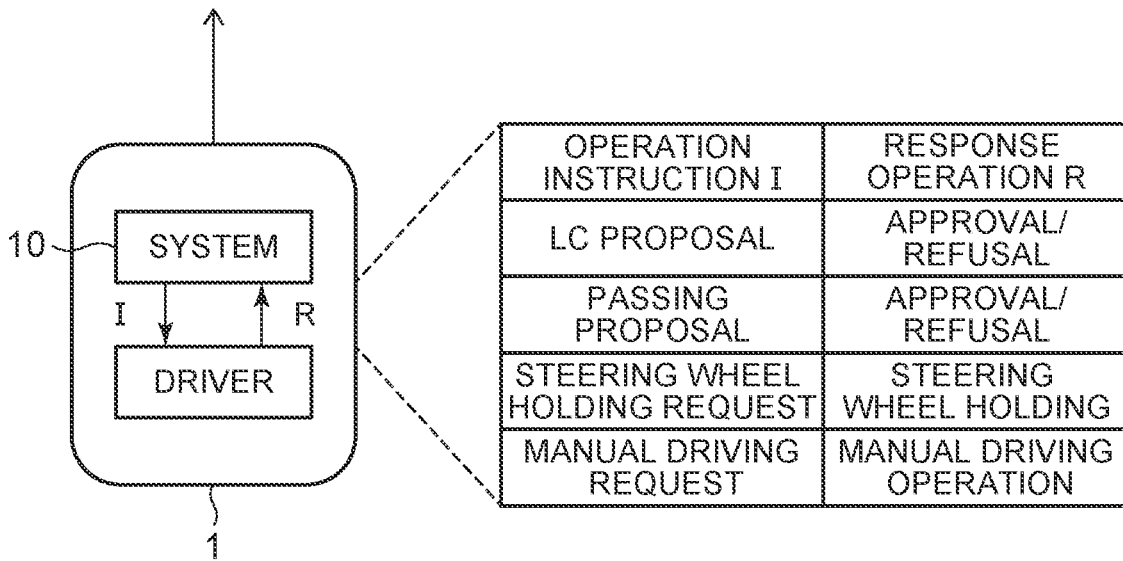 10
SYSTEM
I
R
DRIVER
1
OPERATION
INSTRUCTION I
RESPONSE
OPERATION R
LC PROPOSAL
APPROVAL/
REFUSAL
PASSING
PROPOSAL
APPROVAL/
REFUSAL
STEERING WHEEL
HOLDING REQUEST
STEERING
WHEEL HOLDING
MANUAL DRIVING
REQUEST
MANUAL DRIVING
OPERATION